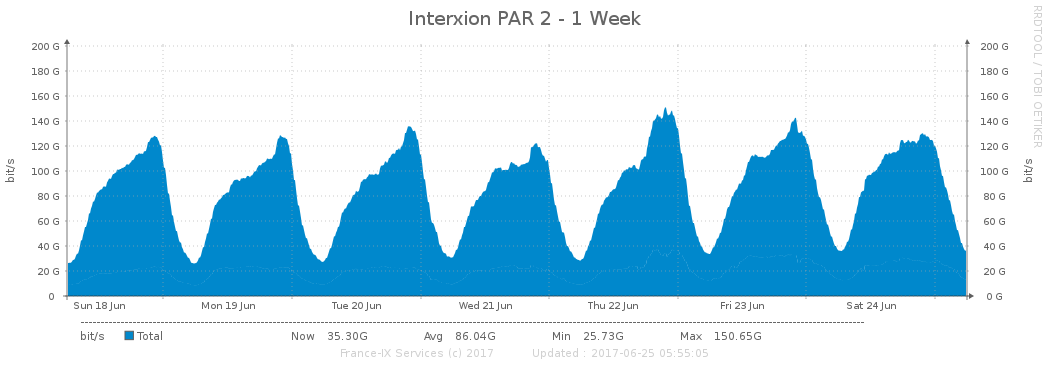 Interxion PAR 2 - 1 Week
RRDTOOL / TOBI OETIKER
bit/s
200 G 200 G
180 G 180 G
160 G 160 G
140 G 140 G
120 G 120 G
100 G 100 G
80 G 80 G
60 G 60 G
40 G 40 G
20 G 20 G
0 0 G
bit/s
Sun 18 Jun Mon 19 Jun Tue 20 Jun Wed 21 Jun Thu 22 Jun Fri 23 Jun Sat 24 Jun
bit/s Total Now 35.30G Avg 86.04G Min 25.73G Max 150.65G
France-IX Services (c) 2017 Updated : 2017-06-25 05:55:05